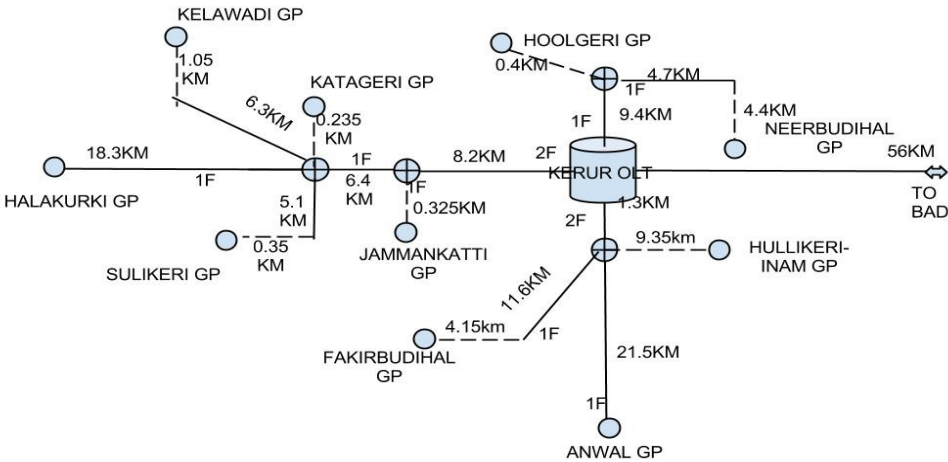 KELAWADI GP
1.05
KM
6.3KM
KATAGERI GP
0.235
KM
HOOLGERI GP
0.4KM
4.7KM
1F
1F
9.4KM
4.4KM
NEERBUDIHAL
GP
18.3KM
1F
HALAKURKI GP
1F
6.4
KM
8.2KM
1F
0.325KM
JAMMANKATTI
GP
2F
KERUR OLT
56KM
TO
BAD
5.1
KM
0.35
KM
SULIKERI GP
1.3KM
2F
9.35km
HULLIKERI-
INAM GP
11.6KM
4.15km
1F
FAKIRBUDIHAL
GP
21.5KM
1F
ANWAL GP